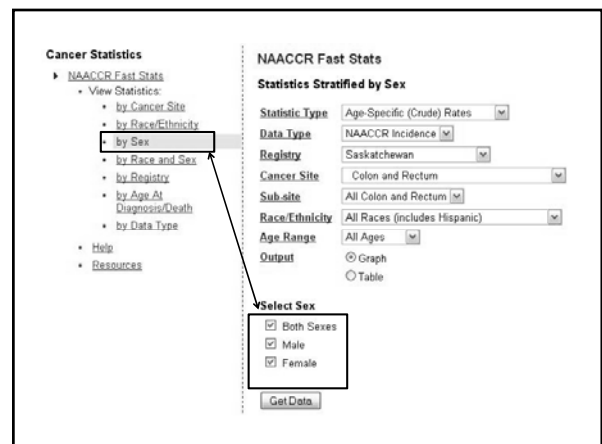 Cancer Statistics
NAACCR Fast Stats
View Statistics:
by Cancer Site
by Race/Ethnicity
by Sex
by Race and Sex
by Registry
by Age At
Diagnosis/Death
by Data Type
Help
Resources
NAACCR Fast Stats
Statistics Stratified by Sex
Statistic Type Age-Specific (Crude) Rates
Data Type NAACCR Incidence
Registry Saskatchewan
Cancer Site Colon and Rectum
Sub-site All Colon and Rectum
Race/Ethnicity All Races (includes Hispanic)
Age Range All Ages
Output Graph
Table
Select Sex
Both Sexes
Male
Female
Get Data